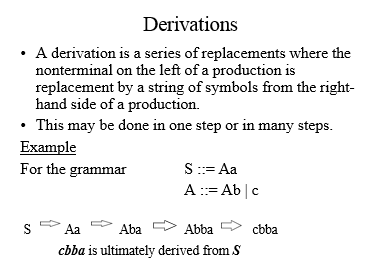 Derivations
• A derivation is a series of replacements where the
nonterminal on the left of a production is
replacement by a string of symbols from the right-
hand side of a production.
• This may be done in one step or in many steps.
Example
For the grammar S ::= Aa
A ::= Ab | c
S ⇨ Aa ⇨ Aba ⇨ Abba ⇨ cbba
cbba is ultimately derived from S